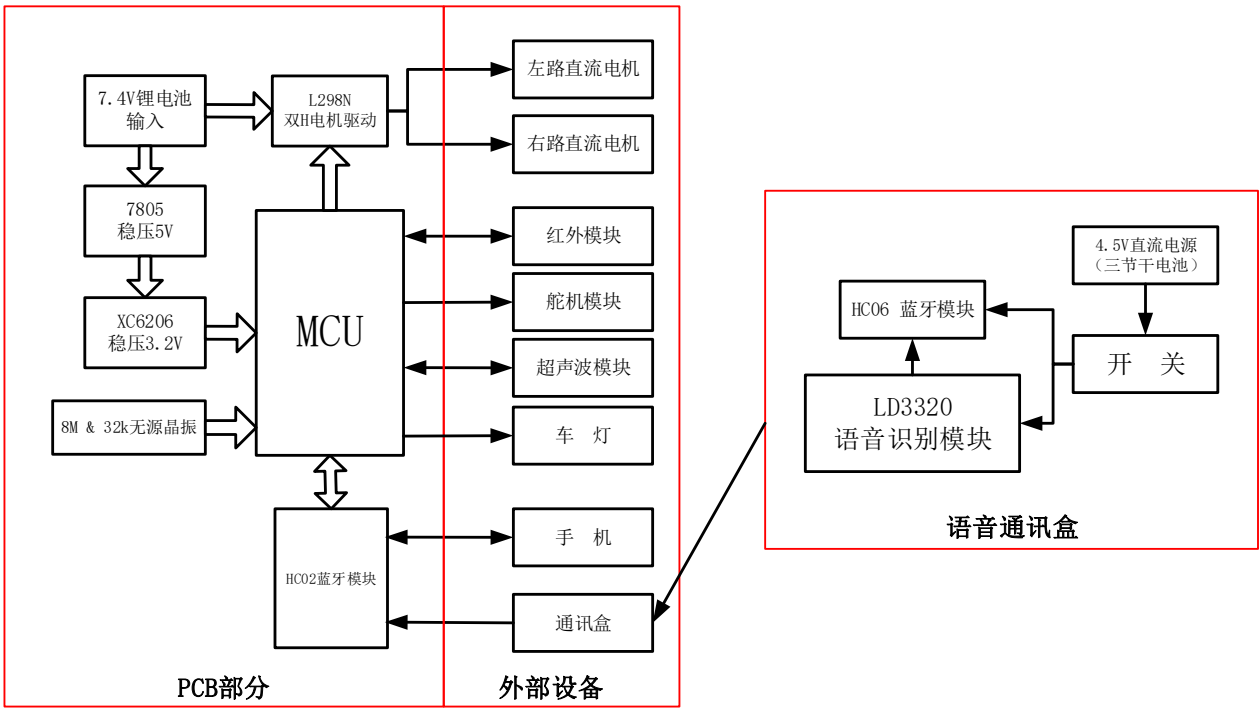 7.4V锂电池
输入
L298N
双H电机驱动
左路直流电机
右路直流电机
7805
稳压5V
XC6206
稳压3.2V
8M & 32k无源晶振
MCU
红外模块
舵机模块
超声波模块
车 灯
HC02蓝牙模块
手 机
通讯盒
PCB部分
外部设备
4.5V直流电源
(三节干电池)
HC06 蓝牙模块
开 关
LD3320
语音识别模块
语音通讯盒